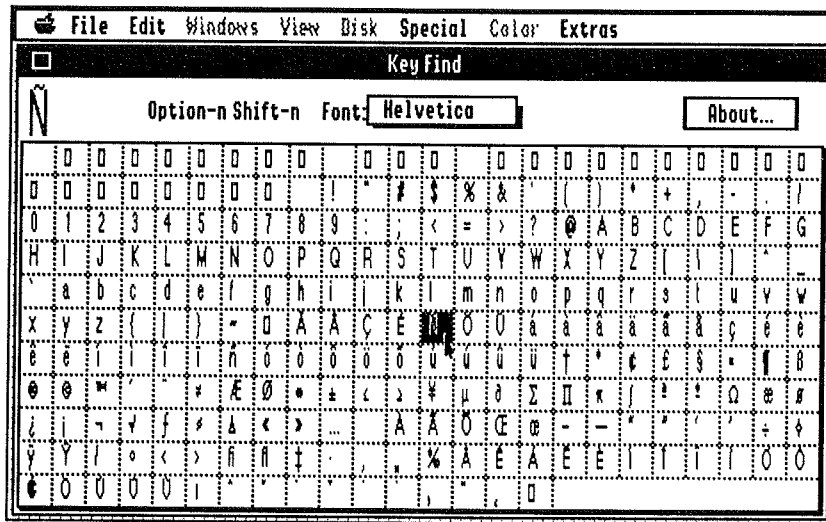 File Edit Windows View Disk Special Color Extras
Key Find
Ñ Option-n Shift-n Font: Helvetica About...
! " # $ % & ' ( ) * + , - . /
0 1 2 3 4 5 6 7 8 9 : ; < = > ? @ A B C D E F G
H I J K L M N O P Q R S T U V W X Y Z [ \ ] ^ _
` a b c d e f g h i j k l m n o p q r s t u v w
x y z { | } ~ Ä Å Ç É Ñ Ö Ü á à â ä ã å ç é è
ê ë í ì î ï ñ ó ò ô ö õ ú ù û ü † ° ¢ £ § • ¶ ß
® © ™ ´ ¨ ≠ Æ Ø ∞ ± ≤ ≥ ¥ µ ∂ Σ Π π ∫ ª º Ω æ ø
¿ ¡ ¬ √ ƒ ≈ ∆ « » … À Ã Õ Œ œ – — “ ” ‘ ’ ÷ ◊
ÿ Ÿ ⁄ ¤ ‹ › fi fl ‡ · ‚ „ ‰ Â Ê Á Ë È Í Î Ï Ì Ó Ô
Ò Ú Û Ù ı ˆ ˜ ¯ ˘ ˙ ˚ ¸ ˝ ˛